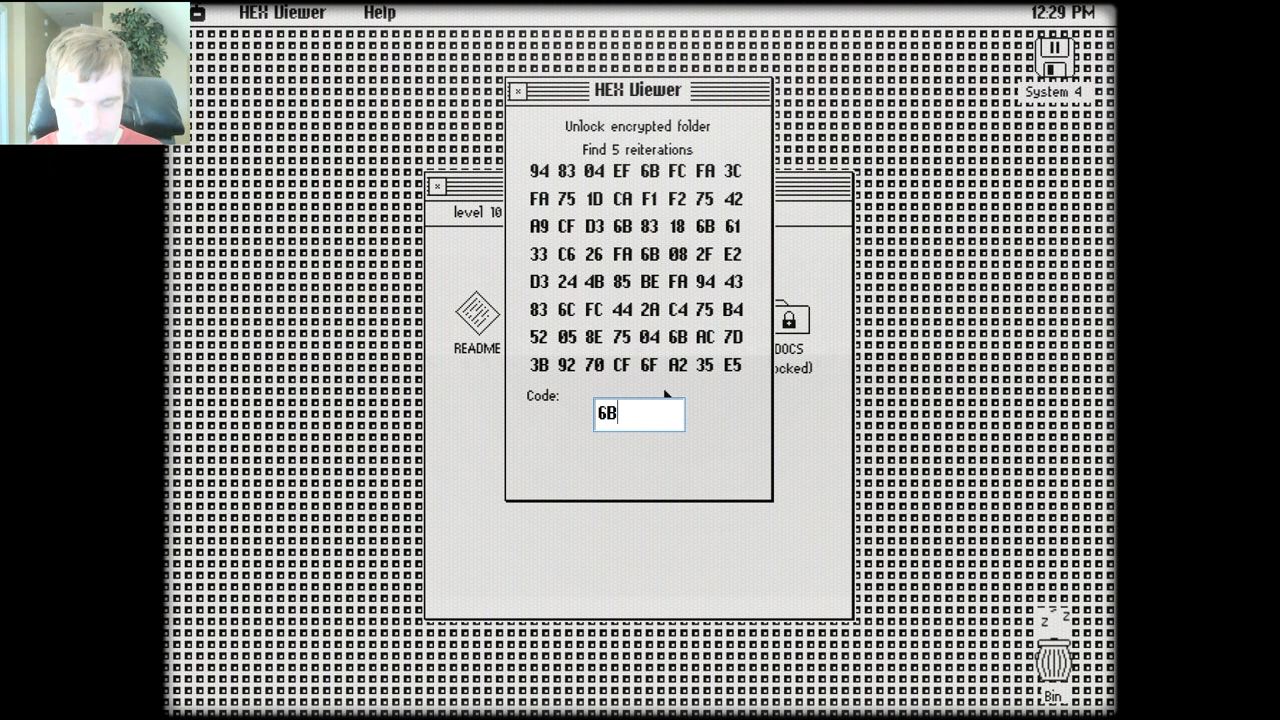 HEX Viewer Help 12:29 PM
System 4
HEX Viewer
Unlock encrypted folder
Find 5 reiterations
94 83 04 EF 6B FC FA 3C
FA 75 1D CA F1 F2 75 42
A9 CF D3 6B 83 18 6B 61
33 C6 26 FA 6B 08 2F E2
D3 24 4B 85 BE FA 94 43
83 6C FC 44 2A C4 75 B4
52 05 8E 75 04 6B AC 7D
3B 92 70 CF 6F A2 35 E5
Code:
6B
level 10
README
DOCS
ocked)
z z
Bin